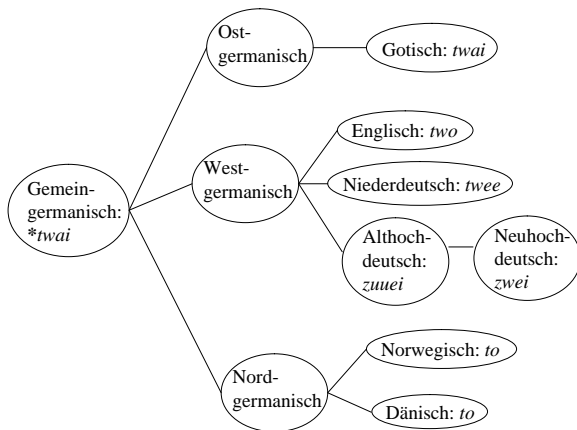 Ost-
germanisch
Gotisch: twai
Englisch: two
West-
germanisch
Niederdeutsch: twee
Gemein-
germanisch:
*twai
Althoch-
deutsch:
zuuei
Neuhoch-
deutsch:
zwei
Norwegisch: to
Nord-
germanisch
Dänisch: to